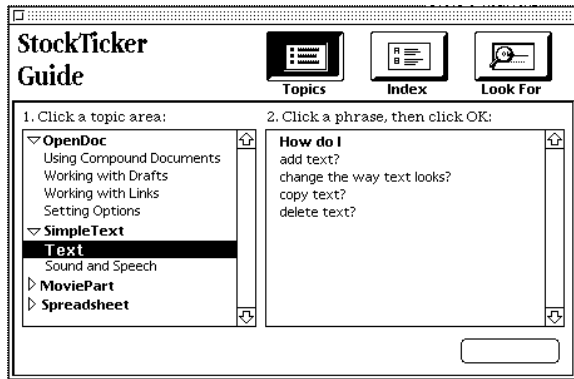 StockTicker
Guide
Topics
Index
Look For
1. Click a topic area:
2. Click a phrase, then click OK:
OpenDoc
Using Compound Documents
Working with Drafts
Working with Links
Setting Options
SimpleText
Text
Sound and Speech
MoviePart
Spreadsheet
How do I
add text?
change the way text looks?
copy text?
delete text?